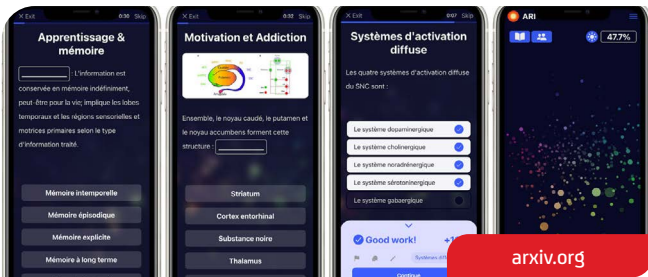 X Exit
0:30 Skip
Apprentissage &
mémoire
: L'information est
conservée en mémoire indéfiniment,
peut-être pour la vie; implique les lobes
temporaux et les régions sensorielles et
motrices primaires selon le type
d'information traité.
Mémoire intemporelle
Mémoire épisodique
Mémoire explicite
Mémoire à long terme
X Exit
Skip
Motivation et Addiction
Ensemble, le noyau caudé, le putamen et
le noyau accumbens forment cette
structure :
Striatum
Cortex entorhinal
Substance noire
Thalamus
X Exit
0:07 Skip
Systèmes d'activation
diffuse
Les quatre systèmes d'activation diffuse
du SNC sont :
Le système dopaminergique
Le système cholinergique
Le système noradrénergique
Le système sérotoninergique
Le système gabaergique
Good work!
Continue
ARI
47.7%
arxiv.org